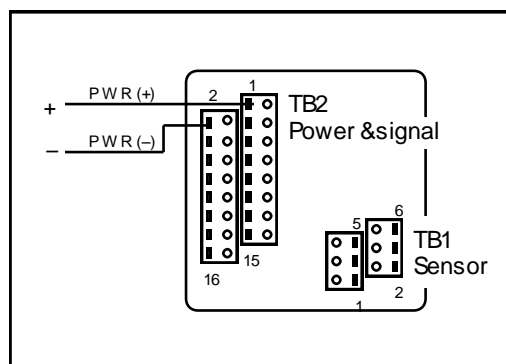 + PWR (+) 2 1 TB2
Power &signal
– PWR (–)
5 6
TB1
Sensor
16 15 1 2